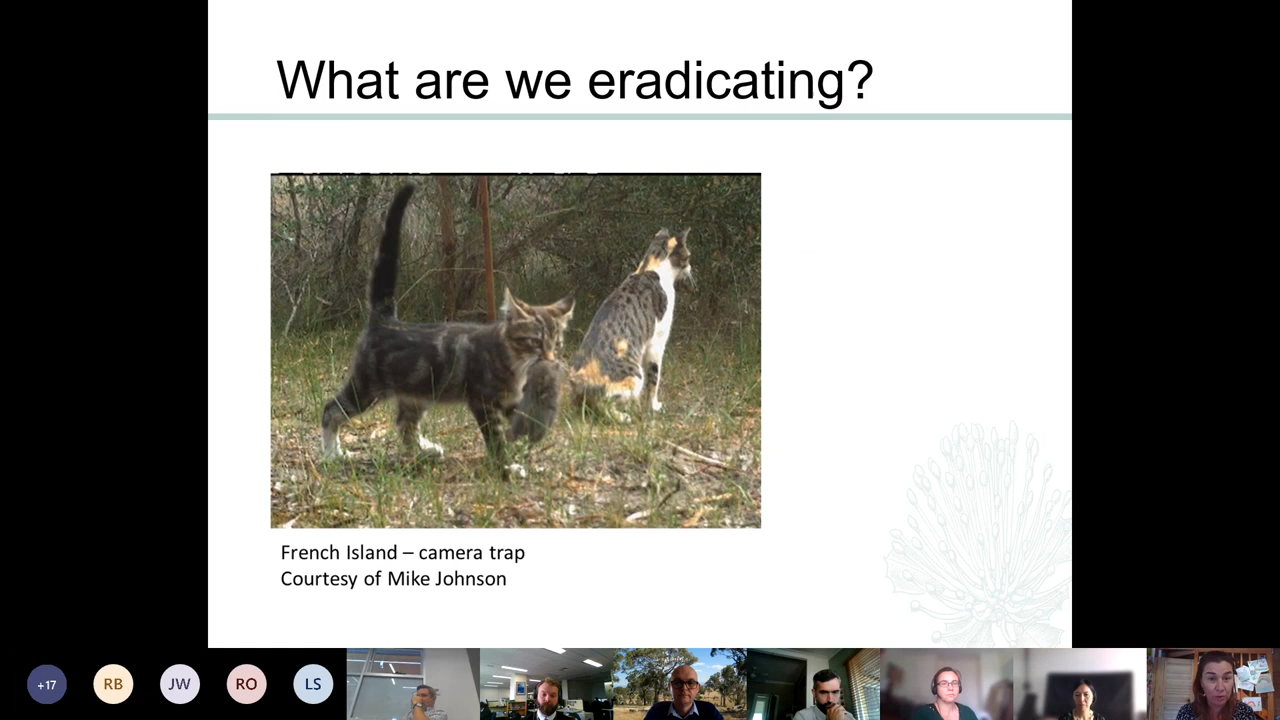 What are we eradicating?
French Island – camera trap
Courtesy of Mike Johnson
+17
RB
JW
RO
LS